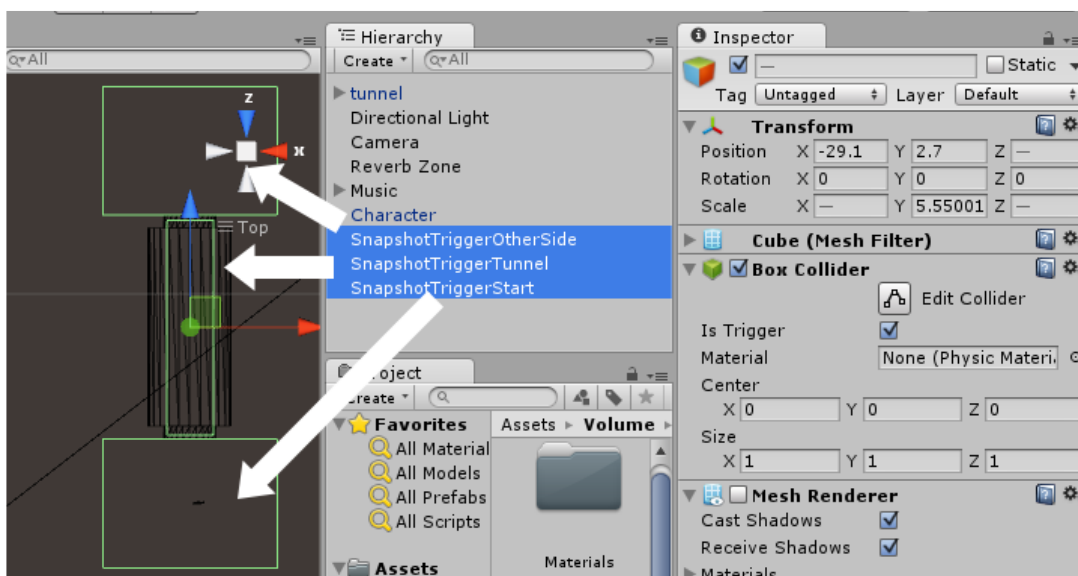 All
z
x
Top
Hierarchy
Create
All
tunnel
Directional Light
Camera
Reverb Zone
Music
Character
SnapshotTriggerOtherSide
SnapshotTriggerTunnel
SnapshotTriggerStart
Create
Favorites
All Material
All Models
All Prefabs
All Scripts
Assets
Assets Volume
Materials
Inspector
— Static
Tag Untagged Layer Default
Transform
Position X -29.1 Y 2.7 Z —
Rotation X 0 Y 0 Z 0
Scale X — Y 5.55001 Z —
Cube (Mesh Filter)
Box Collider
Edit Collider
Is Trigger
Material None (Physic Materi
Center
X 0 Y 0 Z 0
Size
X 1 Y 1 Z 1
Mesh Renderer
Cast Shadows
Receive Shadows
Materials